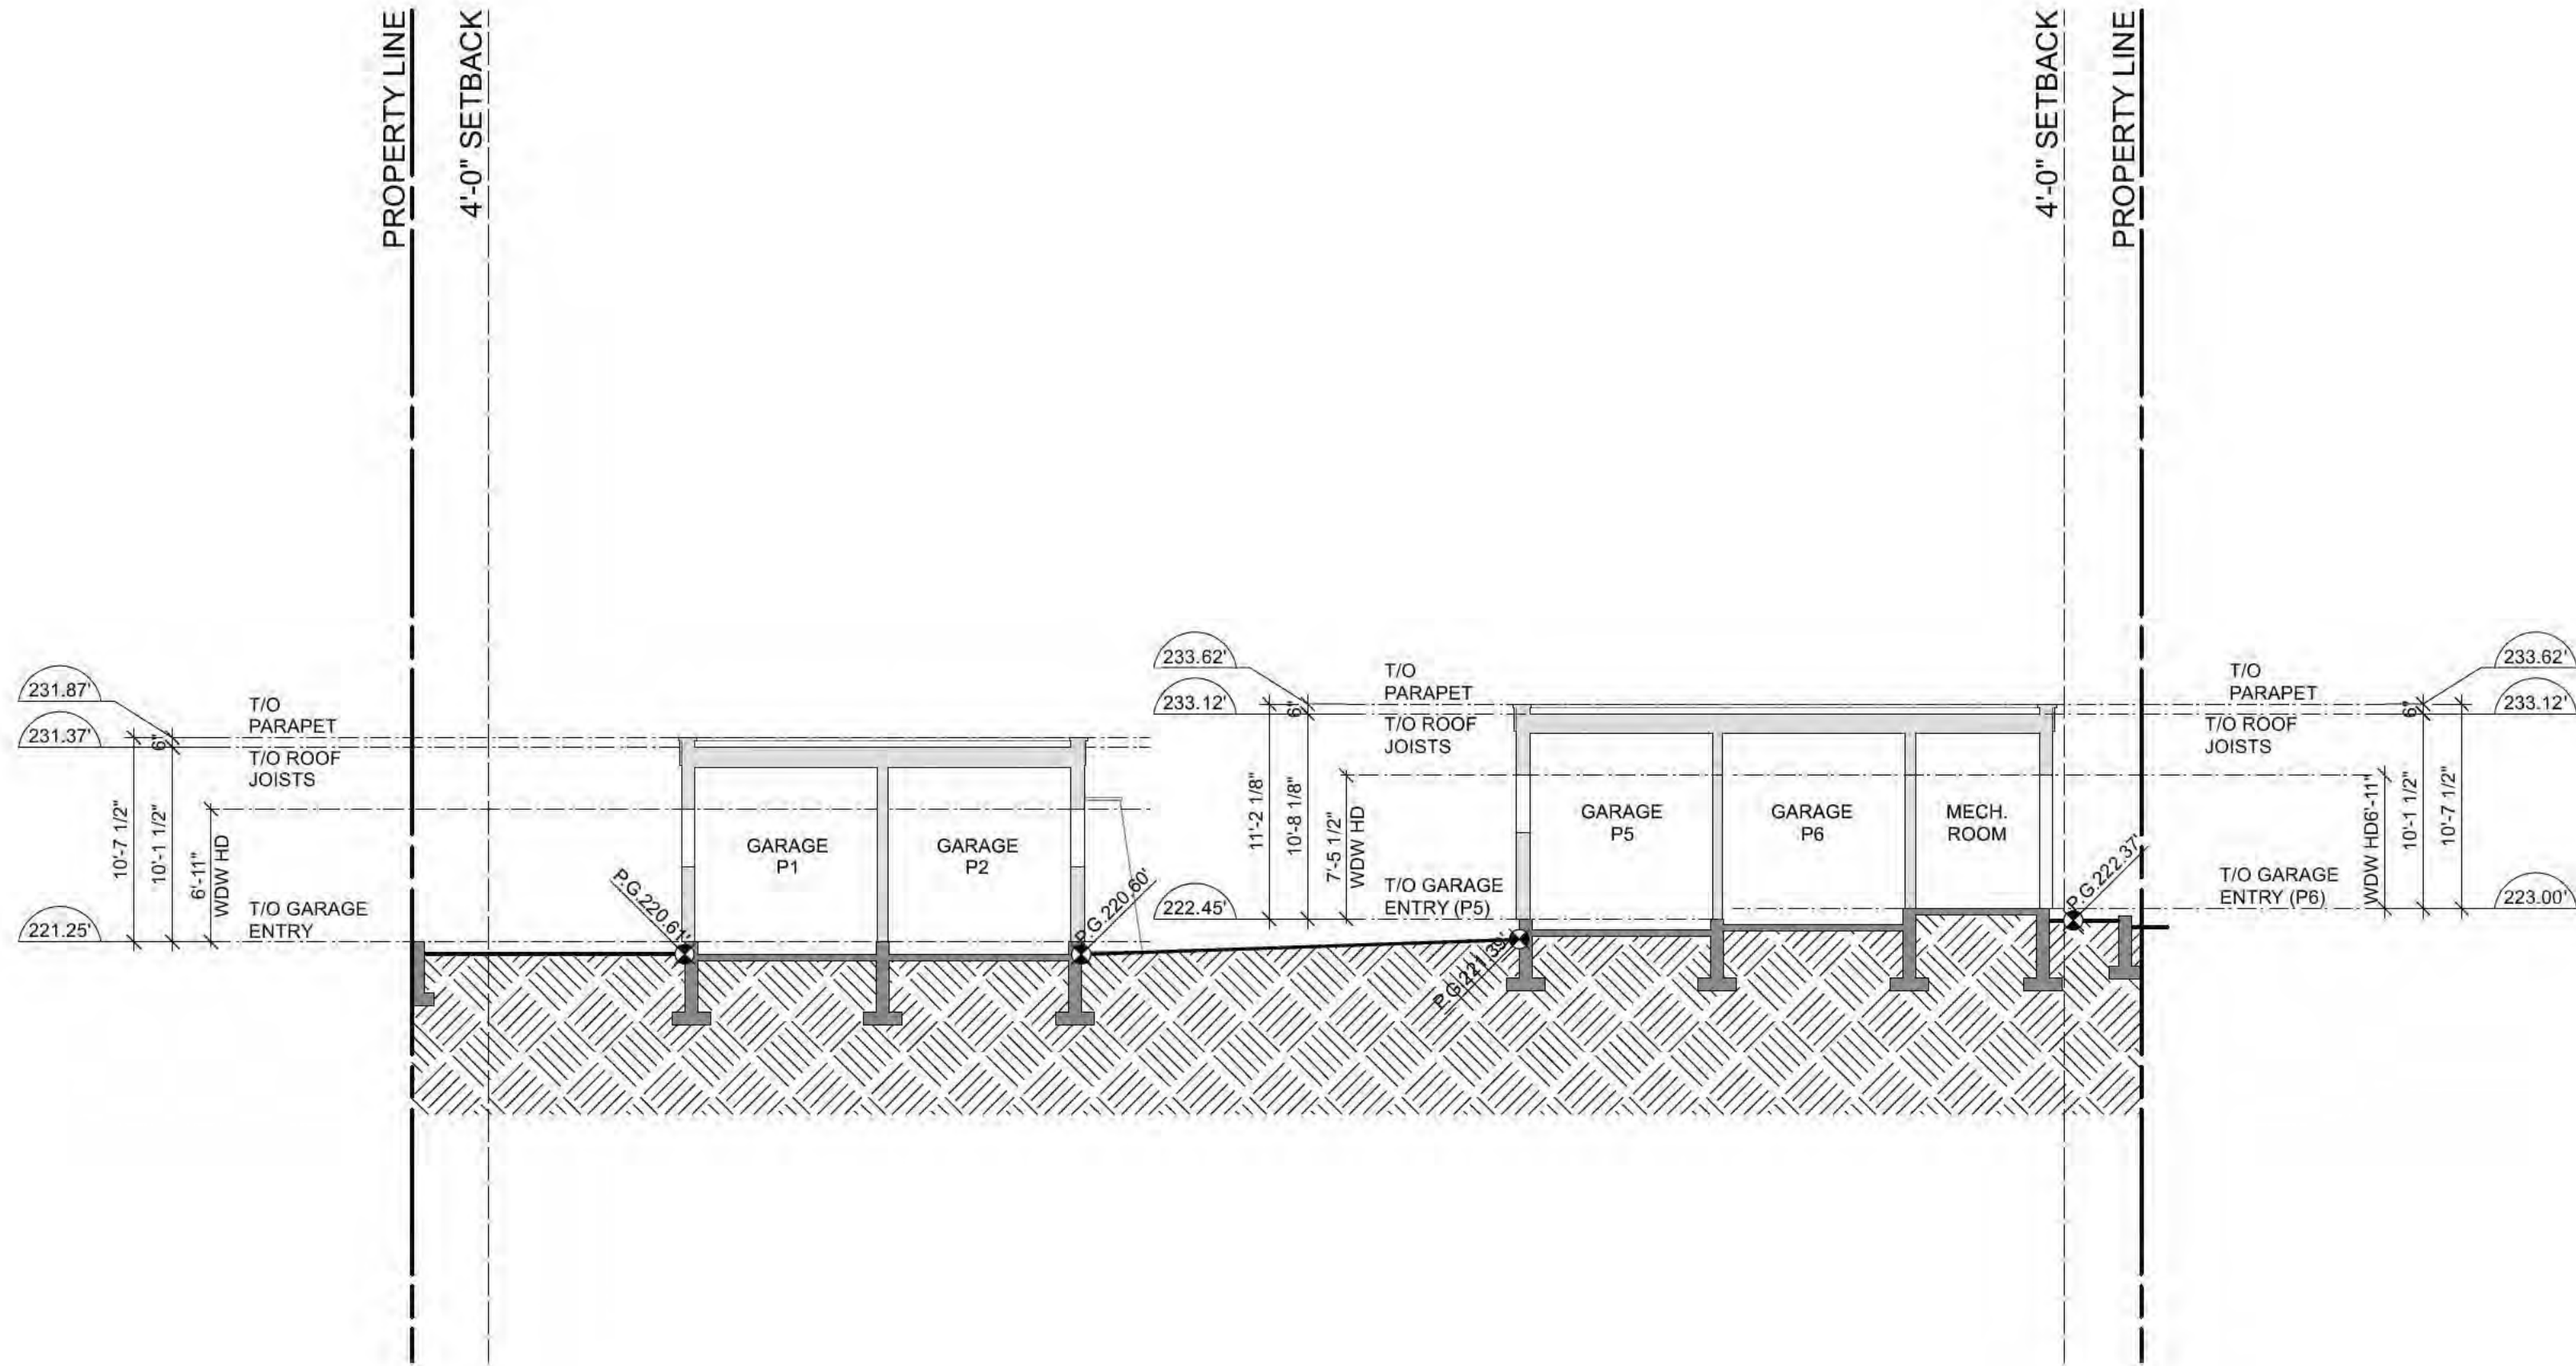 PROPERTY LINE
4'-0" SETBACK
4'-0" SETBACK
PROPERTY LINE
231.87'
231.37'
221.25'
10'-7 1/2"
10'-1 1/2"
6"
6'-11"
WDW HD
T/O
PARAPET
T/O ROOF
JOISTS
T/O GARAGE
ENTRY
P.G.220.61'
GARAGE
P1
GARAGE
P2
P.G.220.60'
233.62'
233.12'
222.45'
11'-2 1/8"
10'-8 1/8"
6"
7'-5 1/2"
WDW HD
T/O
PARAPET
T/O ROOF
JOISTS
T/O GARAGE
ENTRY (P5)
P.G.221.39'
GARAGE
P5
GARAGE
P6
MECH.
ROOM
P.G.222.37'
T/O
PARAPET
T/O ROOF
JOISTS
T/O GARAGE
ENTRY (P6)
WDW HD6'-11"
6"
10'-1 1/2"
10'-7 1/2"
233.62'
233.12'
223.00'